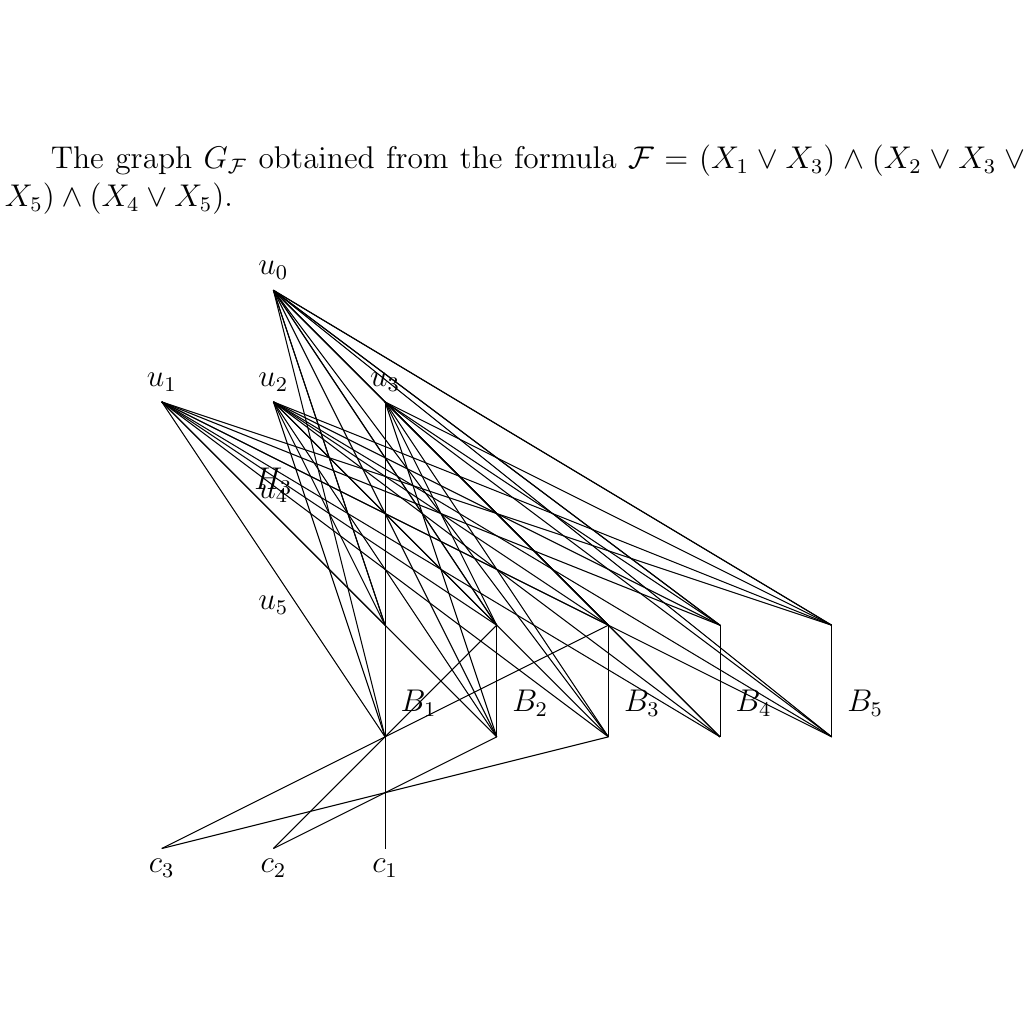 The graph $G_{\mathcal{F}}$ obtained from the formula $\mathcal{F} = (X_1 \vee X_3) \wedge (X_2 \vee X_3 \vee$
$X_5) \wedge (X_4 \vee X_5).$
$u_0$
$u_1$ $u_2$ $u_3$
$H_3$
$u_4$
$u_5$
$B_1$ $B_2$ $B_3$ $B_4$ $B_5$
$c_3$ $c_2$ $c_1$